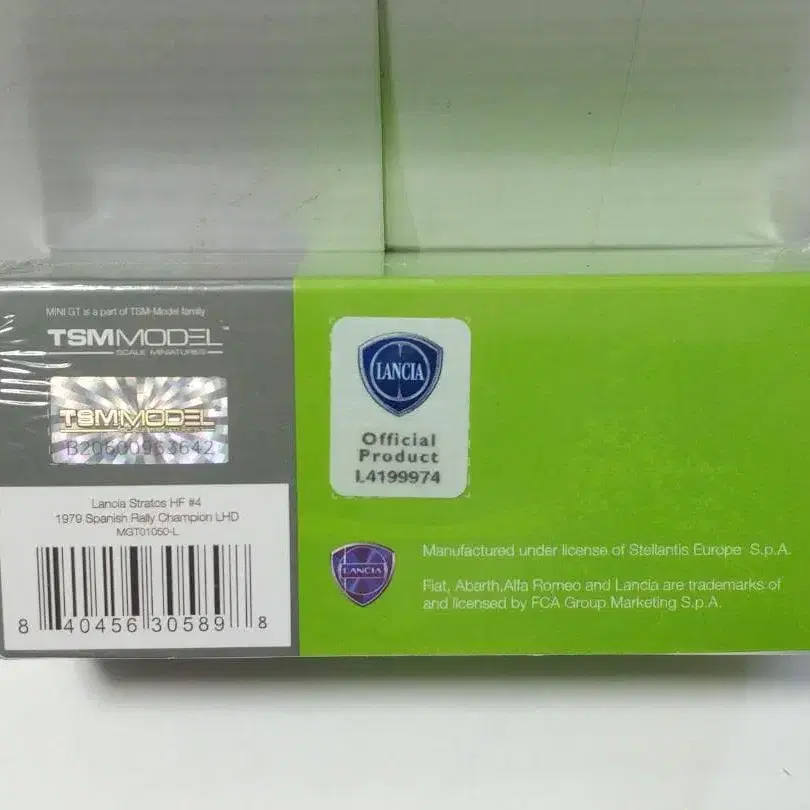 MINI GT is a part of TSM-Model family
TSMMODEL™
SCALE MINIATURES
TSMMODEL
B20600953642
Lancia Stratos HF #4
1979 Spanish Rally Champion LHD
MGT01050-L
8 40456 30589 8
LANCIA
Official
Product
L4199974
LANCIA
Manufactured under license of Stellantis Europe S.p.A.
Fiat, Abarth,Alfa Romeo and Lancia are trademarks of
and licensed by FCA Group Marketing S.p.A.